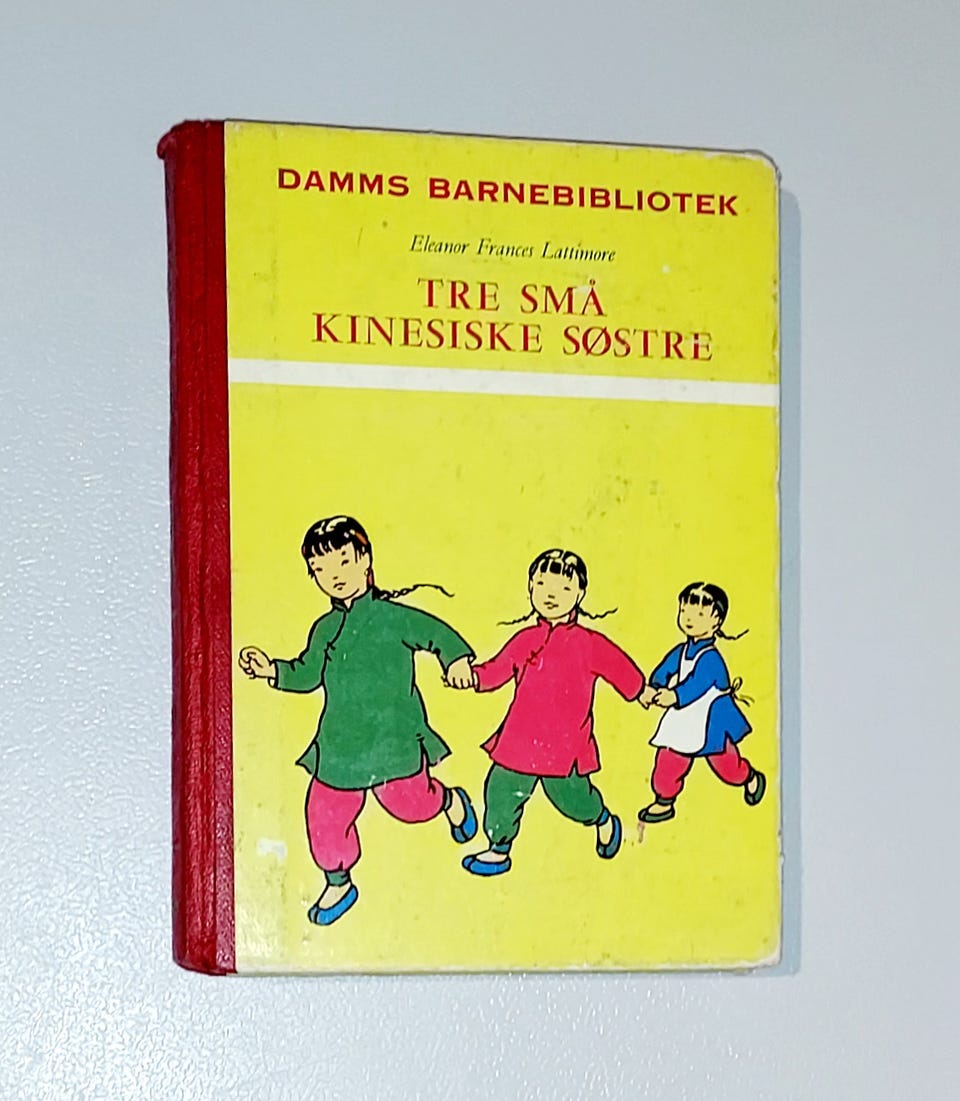 DAMMS BARNEBIBLIOTEK
Eleanor Frances Lattimore
TRE SMÅ
KINESISKE SØSTRE